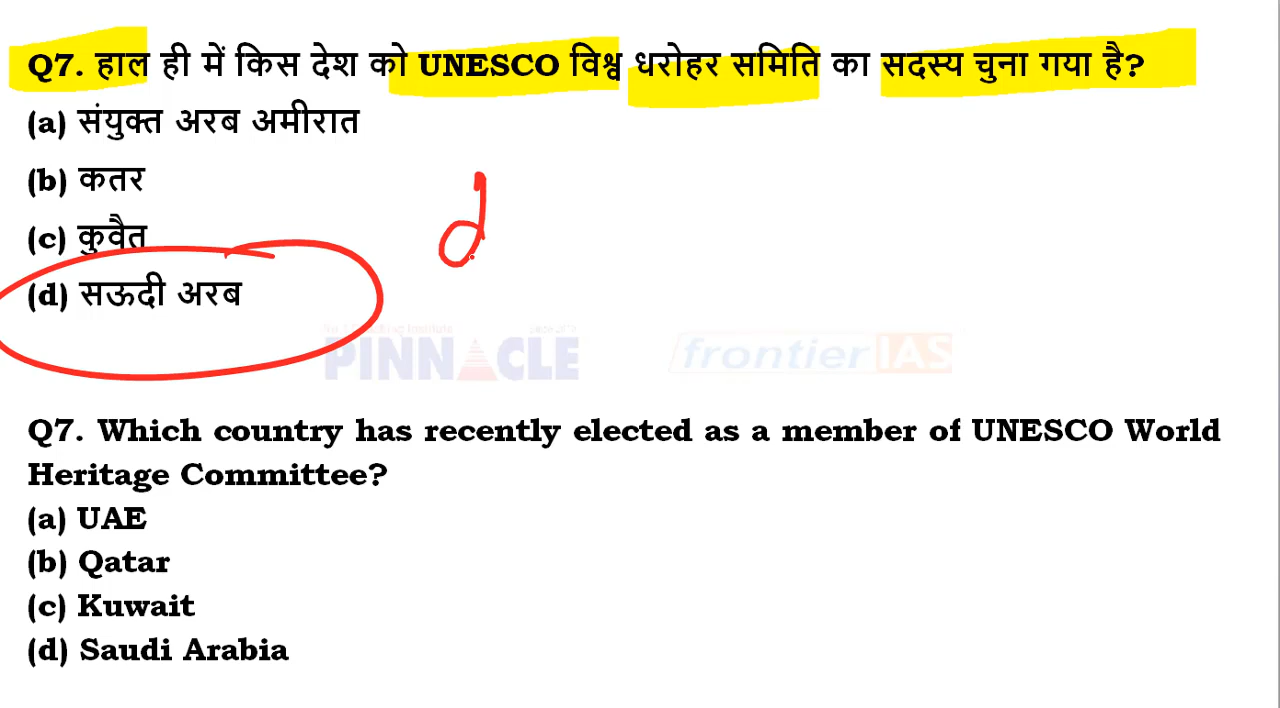 Q7. हाल ही में किस देश को UNESCO विश्व धरोहर समिति का सदस्य चुना गया है?
(a) संयुक्त अरब अमीरात
(b) कतर
(c) कुवैत
d
(d) सऊदी अरब
PINNACLE frontier IAS
Q7. Which country has recently elected as a member of UNESCO World
Heritage Committee?
(a) UAE
(b) Qatar
(c) Kuwait
(d) Saudi Arabia